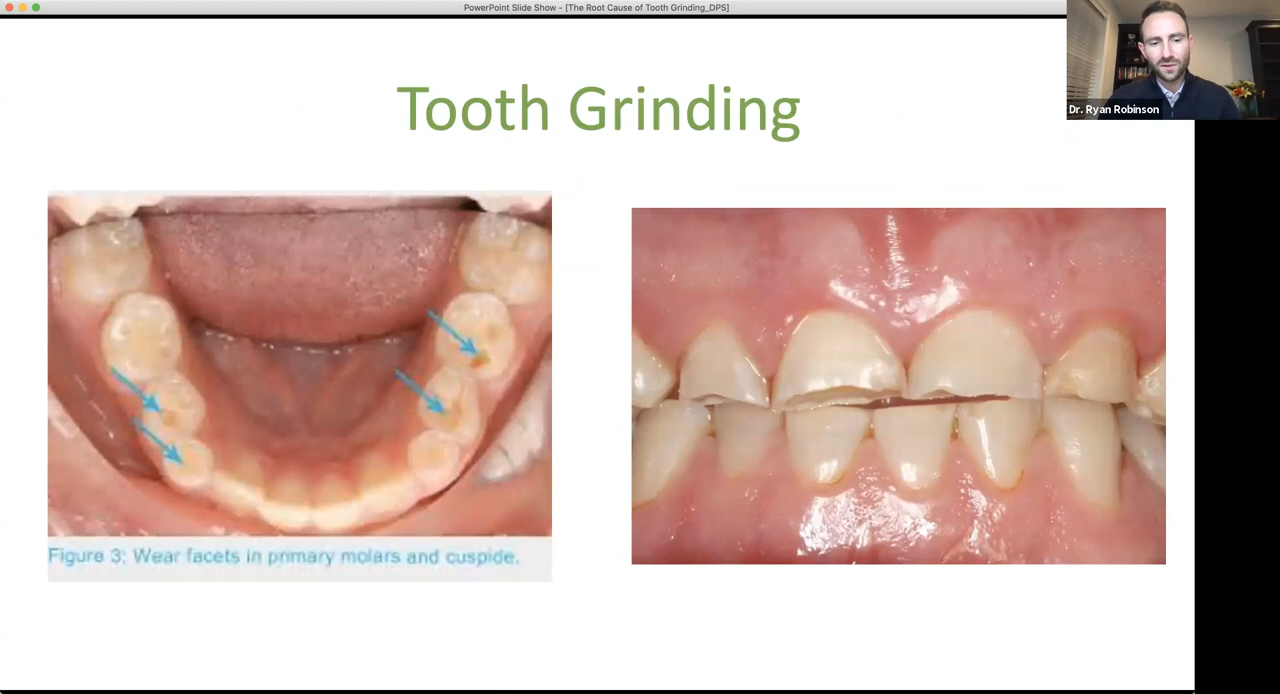 PowerPoint Slide Show - [The Root Cause of Tooth Grinding_DPS]
Dr. Ryan Robinson
Tooth Grinding
Figure 3: Wear facets in primary molars and cuspide.